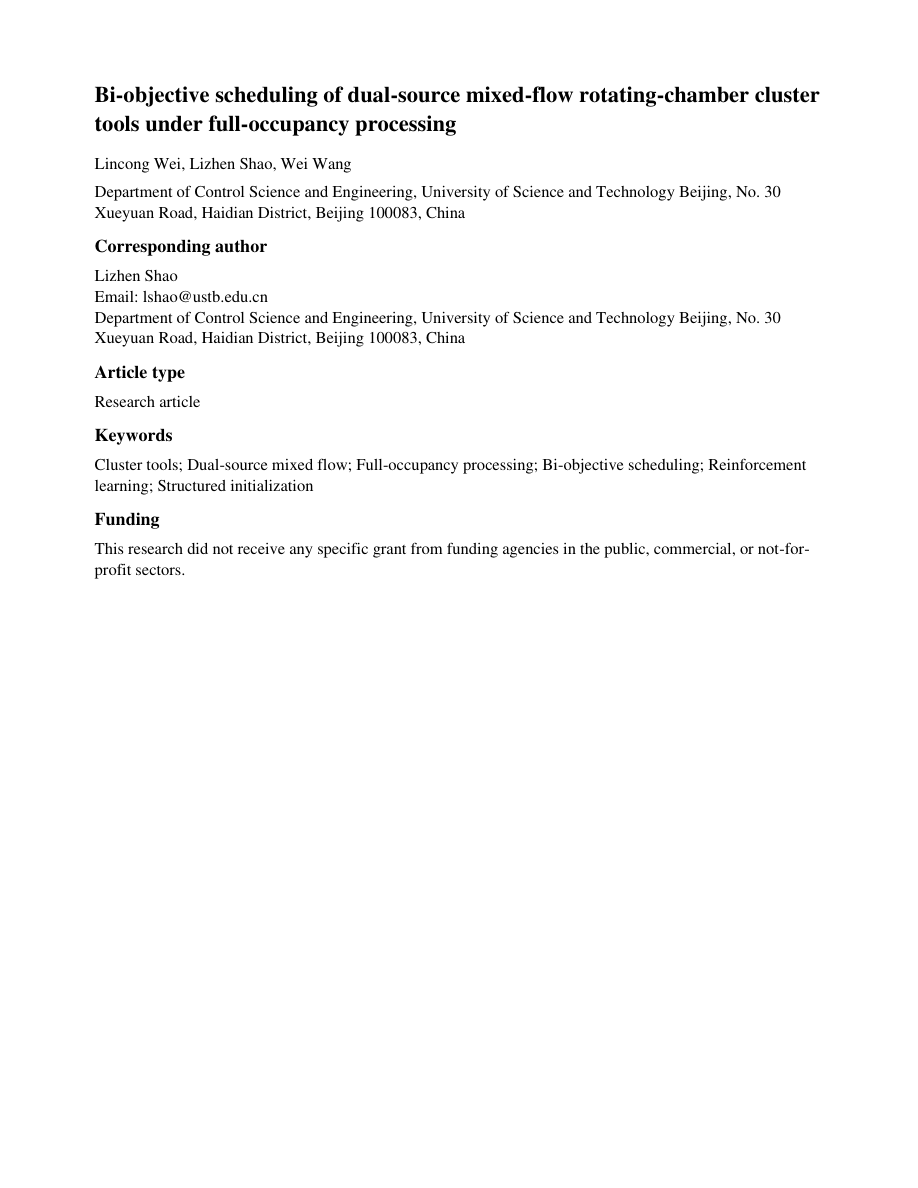 Bi-objective scheduling of dual-source mixed-flow rotating-chamber cluster
tools under full-occupancy processing
Lincong Wei, Lizhen Shao, Wei Wang
Department of Control Science and Engineering, University of Science and Technology Beijing, No. 30
Xueyuan Road, Haidian District, Beijing 100083, China
Corresponding author
Lizhen Shao
Email: lshao@ustb.edu.cn
Department of Control Science and Engineering, University of Science and Technology Beijing, No. 30
Xueyuan Road, Haidian District, Beijing 100083, China
Article type
Research article
Keywords
Cluster tools; Dual-source mixed flow; Full-occupancy processing; Bi-objective scheduling; Reinforcement
learning; Structured initialization
Funding
This research did not receive any specific grant from funding agencies in the public, commercial, or not-for-
profit sectors.